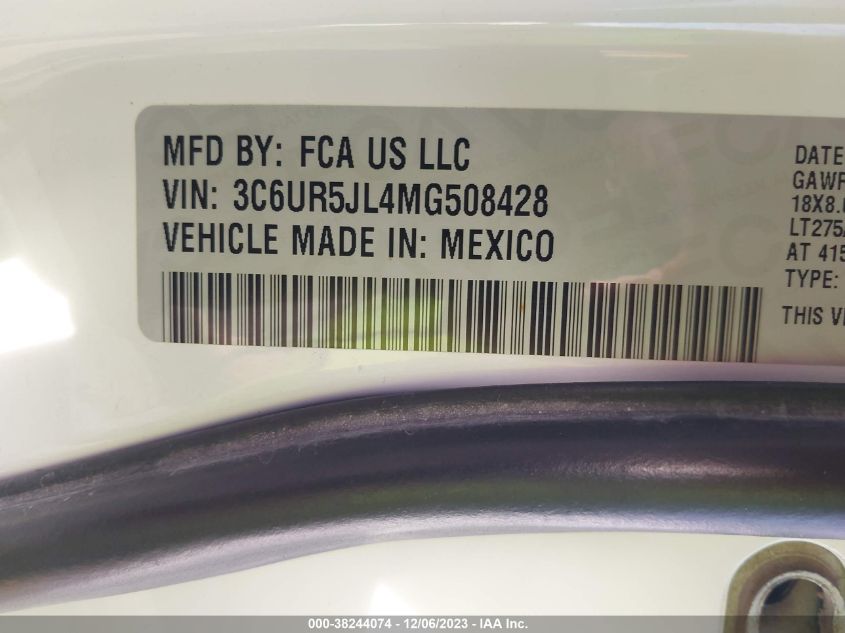 MFD BY: FCA US LLC
VIN: 3C6UR5JL4MG508428
VEHICLE MADE IN: MEXICO
DATE
GAWR
18X8.
LT275/
AT 415
TYPE:
THIS VE
000-38244074 - 12/06/2023 - IAA Inc.